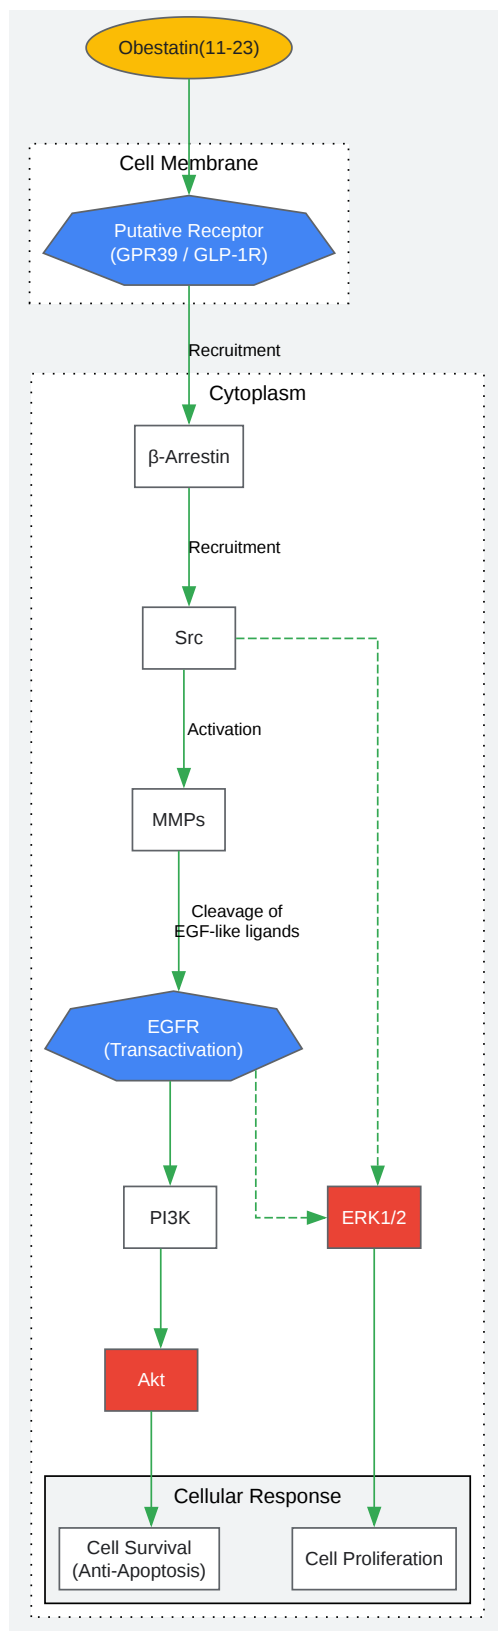 Obestatin(11-23)
Cell Membrane
Putative Receptor
(GPR39 / GLP-1R)
Recruitment
Cytoplasm
β-Arrestin
Recruitment
Src
Activation
MMPs
Cleavage of
EGF-like ligands
EGFR
(Transactivation)
PI3K
ERK1/2
Akt
Cellular Response
Cell Survival
(Anti-Apoptosis)
Cell Proliferation